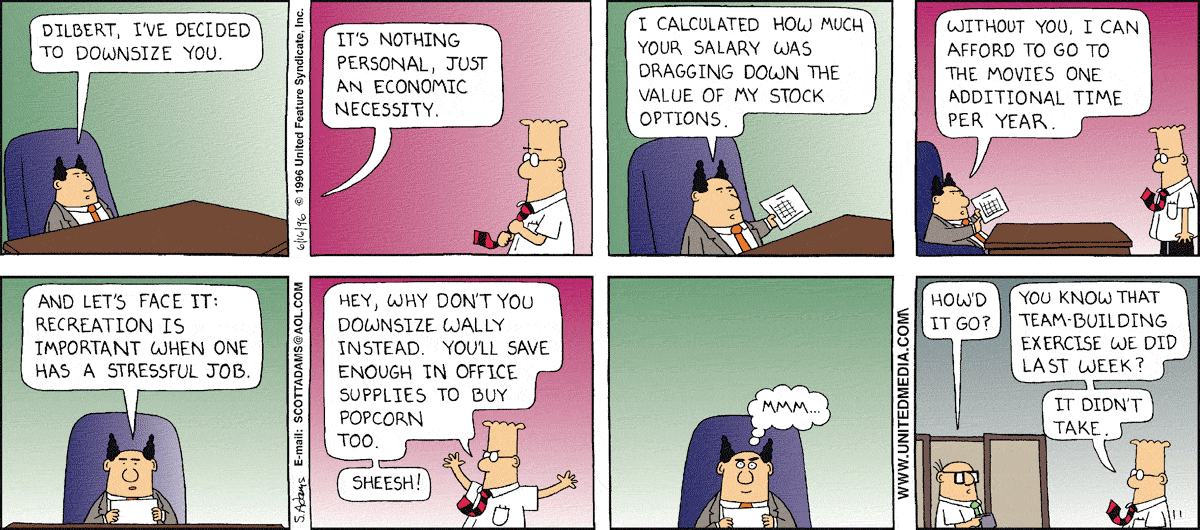 DILBERT, I'VE DECIDED
TO DOWNSIZE YOU.
6/16/96 © 1996 United Feature Syndicate, Inc.
IT'S NOTHING
PERSONAL, JUST
AN ECONOMIC
NECESSITY.
I CALCULATED HOW MUCH
YOUR SALARY WAS
DRAGGING DOWN THE
VALUE OF MY STOCK
OPTIONS.
WITHOUT YOU, I CAN
AFFORD TO GO TO
THE MOVIES ONE
ADDITIONAL TIME
PER YEAR.
AND LET'S FACE IT:
RECREATION IS
IMPORTANT WHEN ONE
HAS A STRESSFUL JOB.
S.Adams E-mail: SCOTTADAMS@AOL.COM
HEY, WHY DON'T YOU
DOWNSIZE WALLY
INSTEAD. YOU'LL SAVE
ENOUGH IN OFFICE
SUPPLIES TO BUY
POPCORN
TOO.
SHEESH!
MMM...
WWW.UNITEDMEDIA.COM
HOW'D
IT GO?
YOU KNOW THAT
TEAM-BUILDING
EXERCISE WE DID
LAST WEEK?
IT DIDN'T
TAKE.